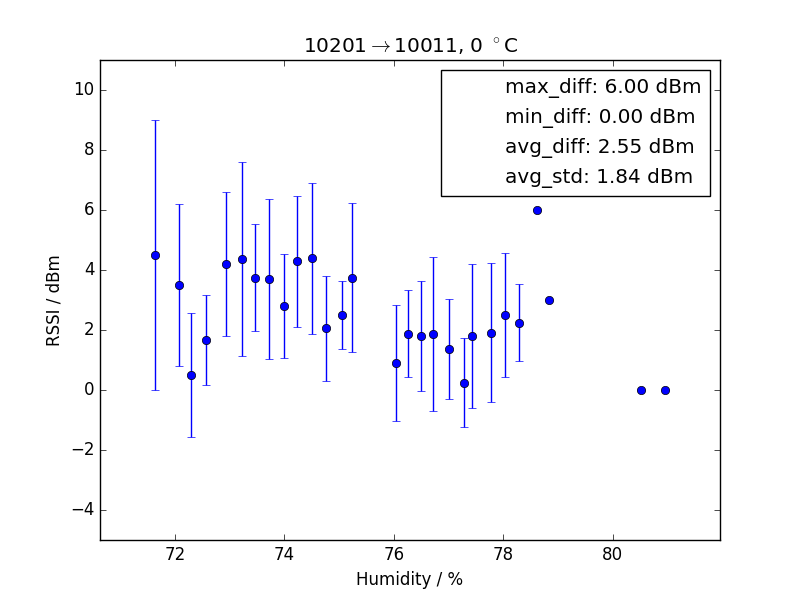 10201→10011, 0 °C
max_diff: 6.00 dBm
min_diff: 0.00 dBm
avg_diff: 2.55 dBm
avg_std: 1.84 dBm
RSSI / dBm
10
8
6
4
2
0
−2
−4
72 74 76 78 80
Humidity / %